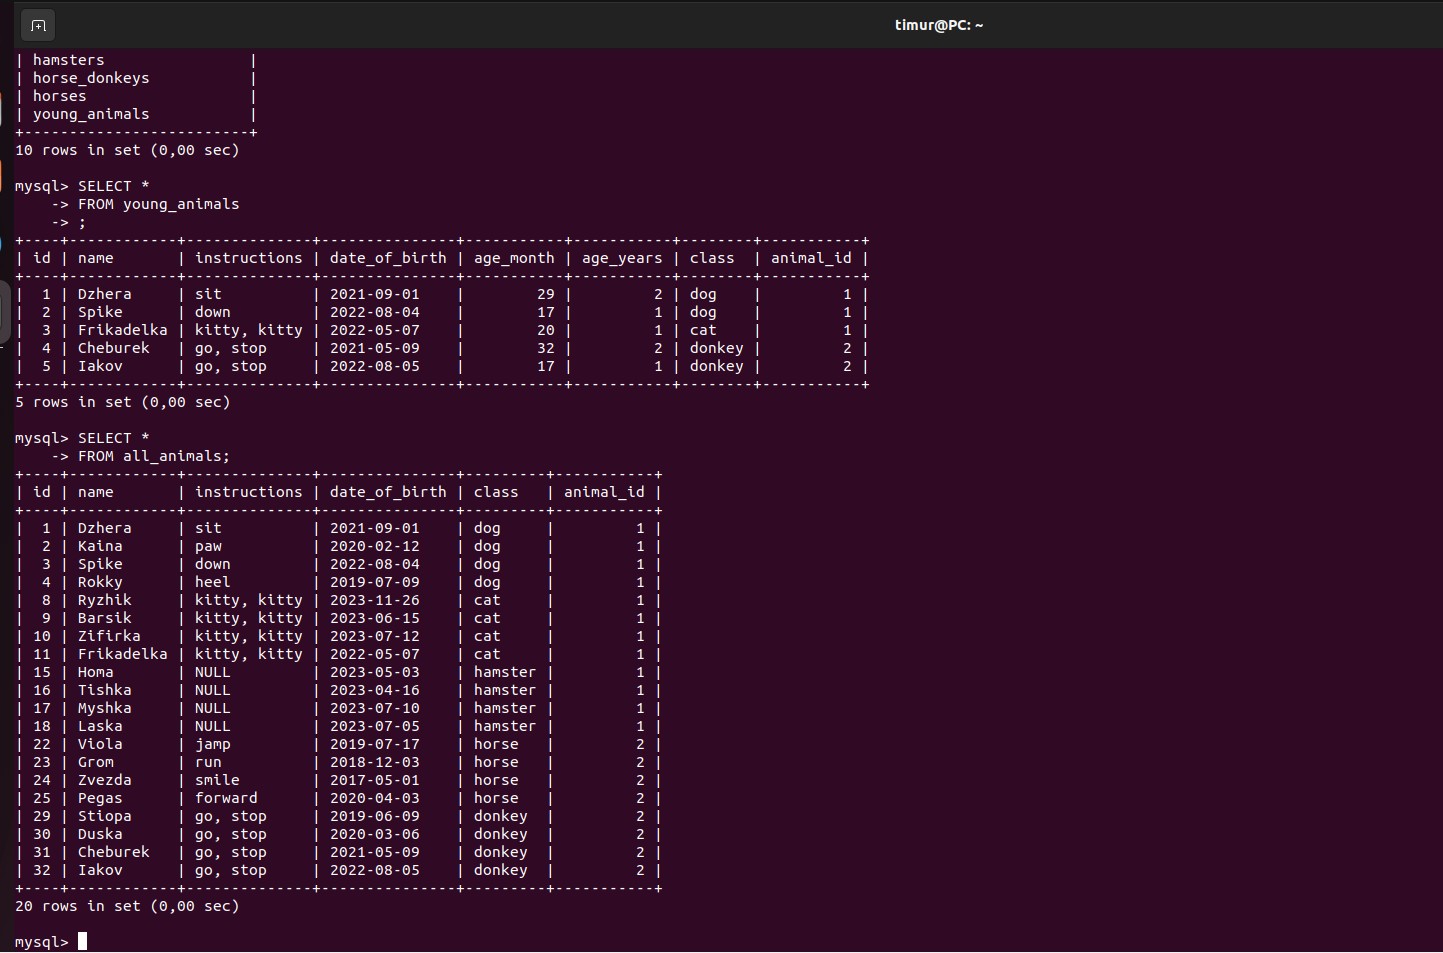 timur@PC: ~
| hamsters                |
| horse_donkeys           |
| horses                  |
| young_animals           |
+-------------------------+
10 rows in set (0,00 sec)

mysql> SELECT *
    -> FROM young_animals
    -> ;
+----+------------+--------------+---------------+-----------+-----------+--------+-----------+
| id | name       | instructions | date_of_birth | age_month | age_years | class  | animal_id |
+----+------------+--------------+---------------+-----------+-----------+--------+-----------+
|  1 | Dzhera     | sit          | 2021-09-01    |        29 |         2 | dog    |         1 |
|  2 | Spike      | down         | 2022-08-04    |        17 |         1 | dog    |         1 |
|  3 | Frikadelka | kitty, kitty | 2022-05-07    |        20 |         1 | cat    |         1 |
|  4 | Cheburek   | go, stop     | 2021-05-09    |        32 |         2 | donkey |         2 |
|  5 | Iakov      | go, stop     | 2022-08-05    |        17 |         1 | donkey |         2 |
+----+------------+--------------+---------------+-----------+-----------+--------+-----------+
5 rows in set (0,00 sec)

mysql> SELECT *
    -> FROM all_animals;
+----+------------+--------------+---------------+---------+-----------+
| id | name       | instructions | date_of_birth | class   | animal_id |
+----+------------+--------------+---------------+---------+-----------+
|  1 | Dzhera     | sit          | 2021-09-01    | dog     |         1 |
|  2 | Kaina      | paw          | 2020-02-12    | dog     |         1 |
|  3 | Spike      | down         | 2022-08-04    | dog     |         1 |
|  4 | Rokky      | heel         | 2019-07-09    | dog     |         1 |
|  8 | Ryzhik     | kitty, kitty | 2023-11-26    | cat     |         1 |
|  9 | Barsik     | kitty, kitty | 2023-06-15    | cat     |         1 |
| 10 | Zifirka    | kitty, kitty | 2023-07-12    | cat     |         1 |
| 11 | Frikadelka | kitty, kitty | 2022-05-07    | cat     |         1 |
| 15 | Homa       | NULL         | 2023-05-03    | hamster |         1 |
| 16 | Tishka     | NULL         | 2023-04-16    | hamster |         1 |
| 17 | Myshka     | NULL         | 2023-07-10    | hamster |         1 |
| 18 | Laska      | NULL         | 2023-07-05    | hamster |         1 |
| 22 | Viola      | jamp         | 2019-07-17    | horse   |         2 |
| 23 | Grom       | run          | 2018-12-03    | horse   |         2 |
| 24 | Zvezda     | smile        | 2017-05-01    | horse   |         2 |
| 25 | Pegas      | forward      | 2020-04-03    | horse   |         2 |
| 29 | Stiopa     | go, stop     | 2019-06-09    | donkey  |         2 |
| 30 | Duska      | go, stop     | 2020-03-06    | donkey  |         2 |
| 31 | Cheburek   | go, stop     | 2021-05-09    | donkey  |         2 |
| 32 | Iakov      | go, stop     | 2022-08-05    | donkey  |         2 |
+----+------------+--------------+---------------+---------+-----------+
20 rows in set (0,00 sec)

mysql>